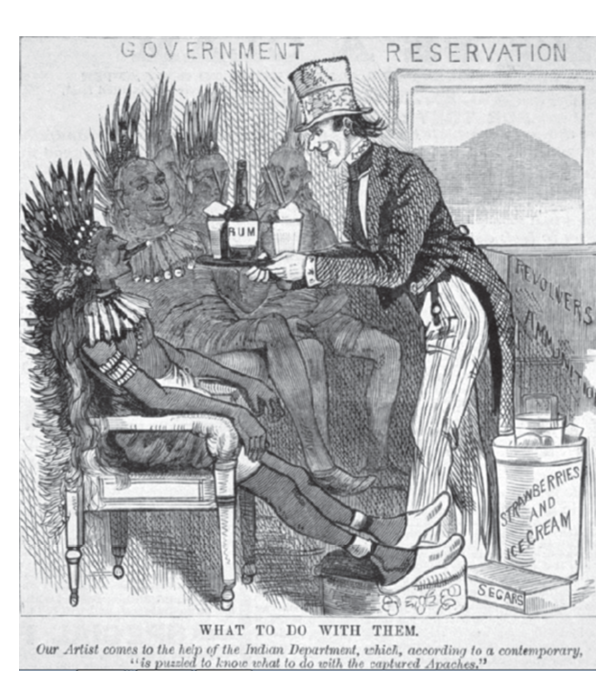 GOVERNMENT RESERVATION
RUM
REVOLVERS
AMMUNITION
STRAWBERRIES
AND
ICE CREAM
SEGARS
WHAT TO DO WITH THEM.
Our Artist comes to the help of the Indian Department, which, according to a contemporary,
"is puzzled to know what to do with the captured Apaches."